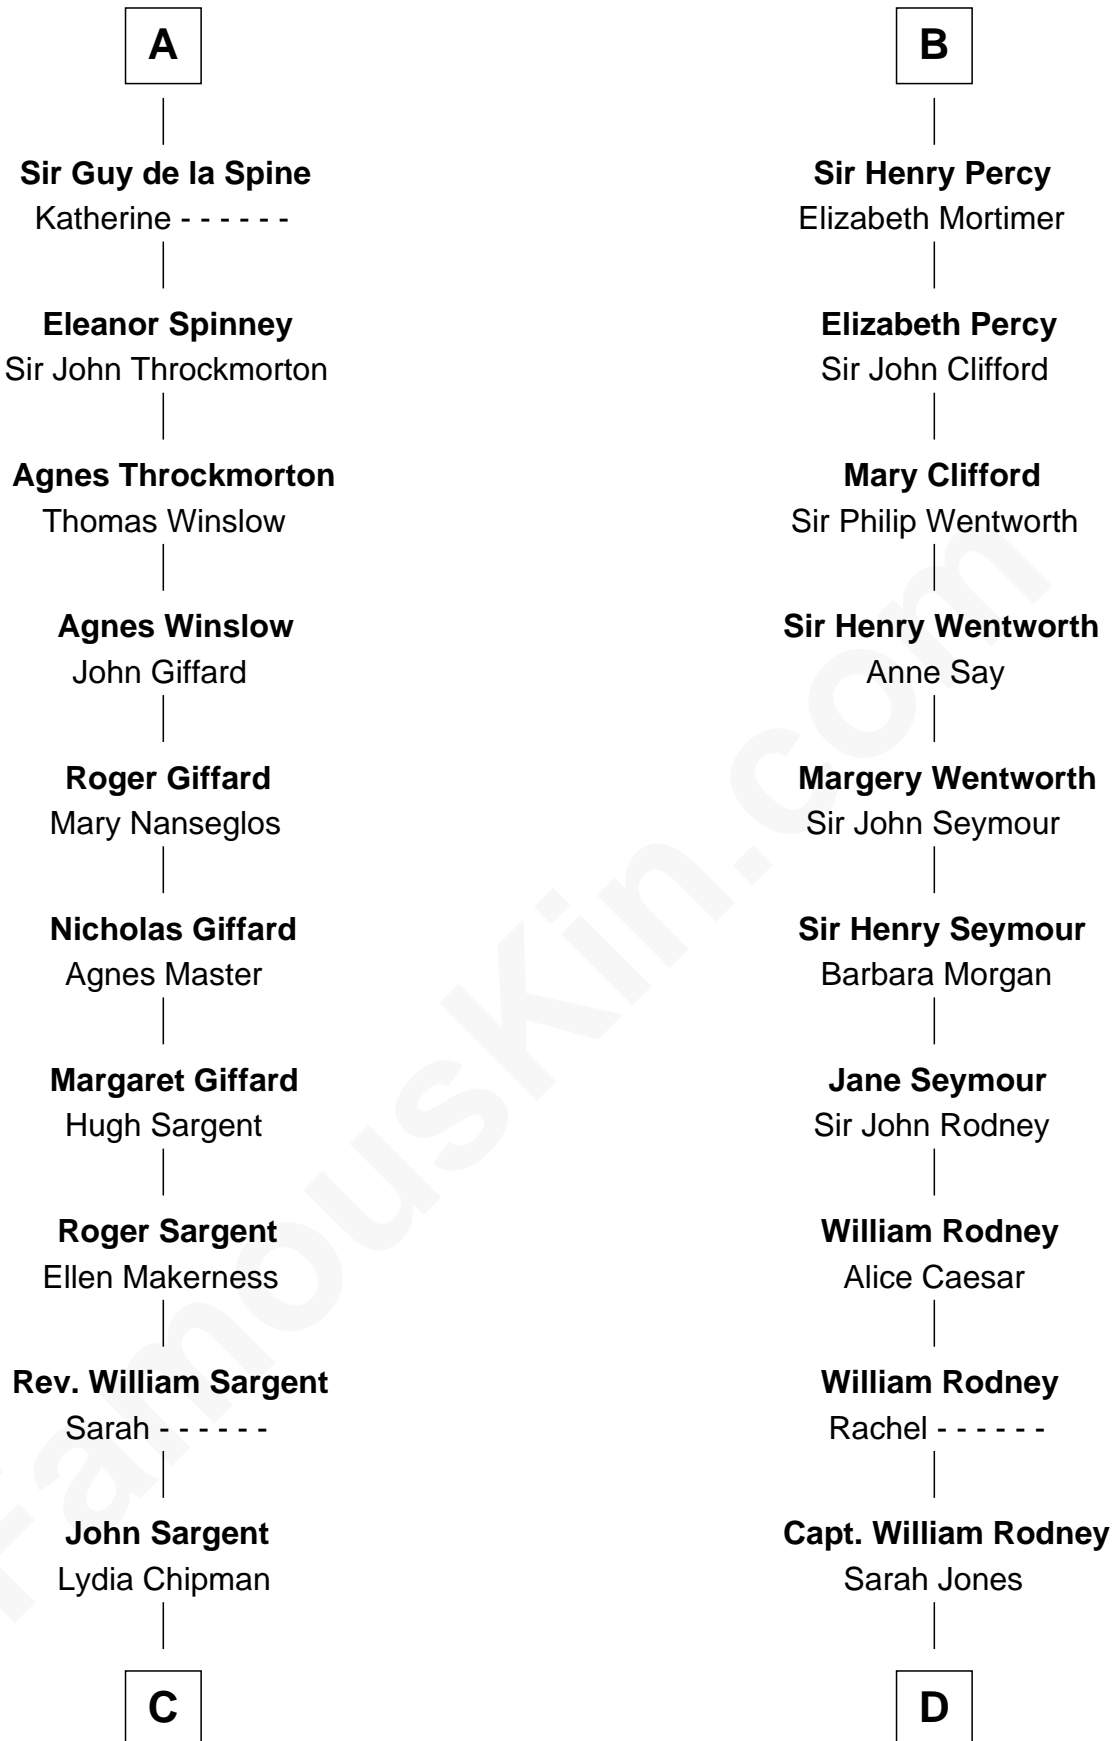 A
Sir Guy de la Spine
Katherine - - - - - -
Eleanor Spinney
Sir John Throckmorton
Agnes Throckmorton
Thomas Winslow
Agnes Winslow
John Giffard
Roger Giffard
Mary Nanseglos
Nicholas Giffard
Agnes Master
Margaret Giffard
Hugh Sargent
Roger Sargent
Ellen Makerness
Rev. William Sargent
Sarah - - - - - -
John Sargent
Lydia Chipman
C
B
Sir Henry Percy
Elizabeth Mortimer
Elizabeth Percy
Sir John Clifford
Mary Clifford
Sir Philip Wentworth
Sir Henry Wentworth
Anne Say
Margery Wentworth
Sir John Seymour
Sir Henry Seymour
Barbara Morgan
Jane Seymour
Sir John Rodney
William Rodney
Alice Caesar
William Rodney
Rachel - - - - - -
Capt. William Rodney
Sarah Jones
D
FamousKin.com